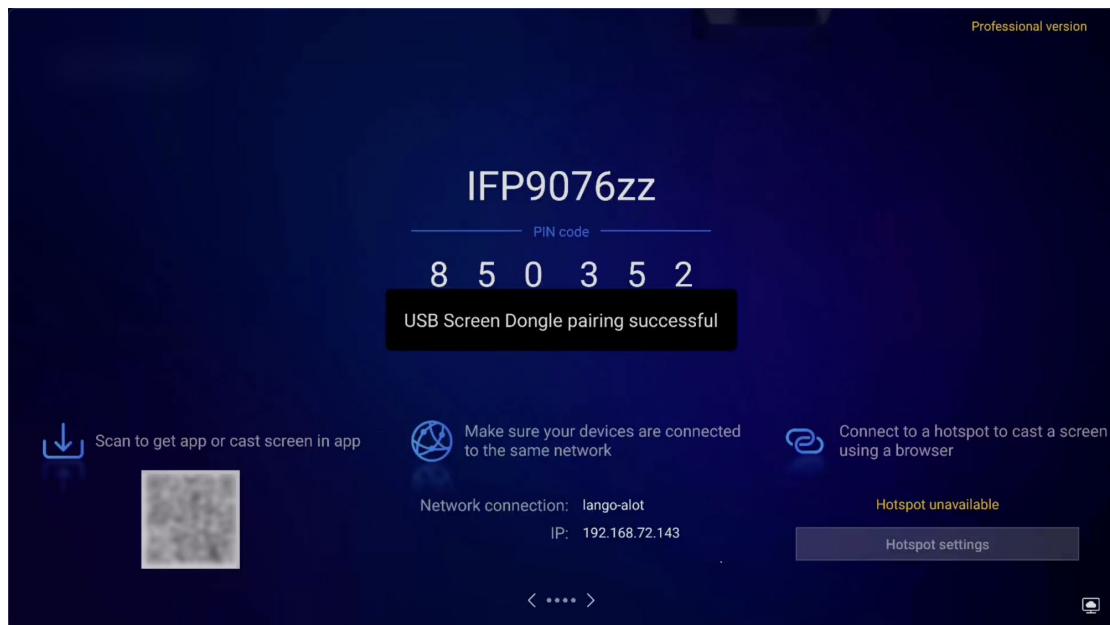 Professional version
IFP9076zz
PIN code
8 5 0 3 5 2
USB Screen Dongle pairing successful
Scan to get app or cast screen in app
Make sure your devices are connected
to the same network
Connect to a hotspot to cast a screen
using a browser
Network connection: lango-alot
IP: 192.168.72.143
Hotspot unavailable
Hotspot settings